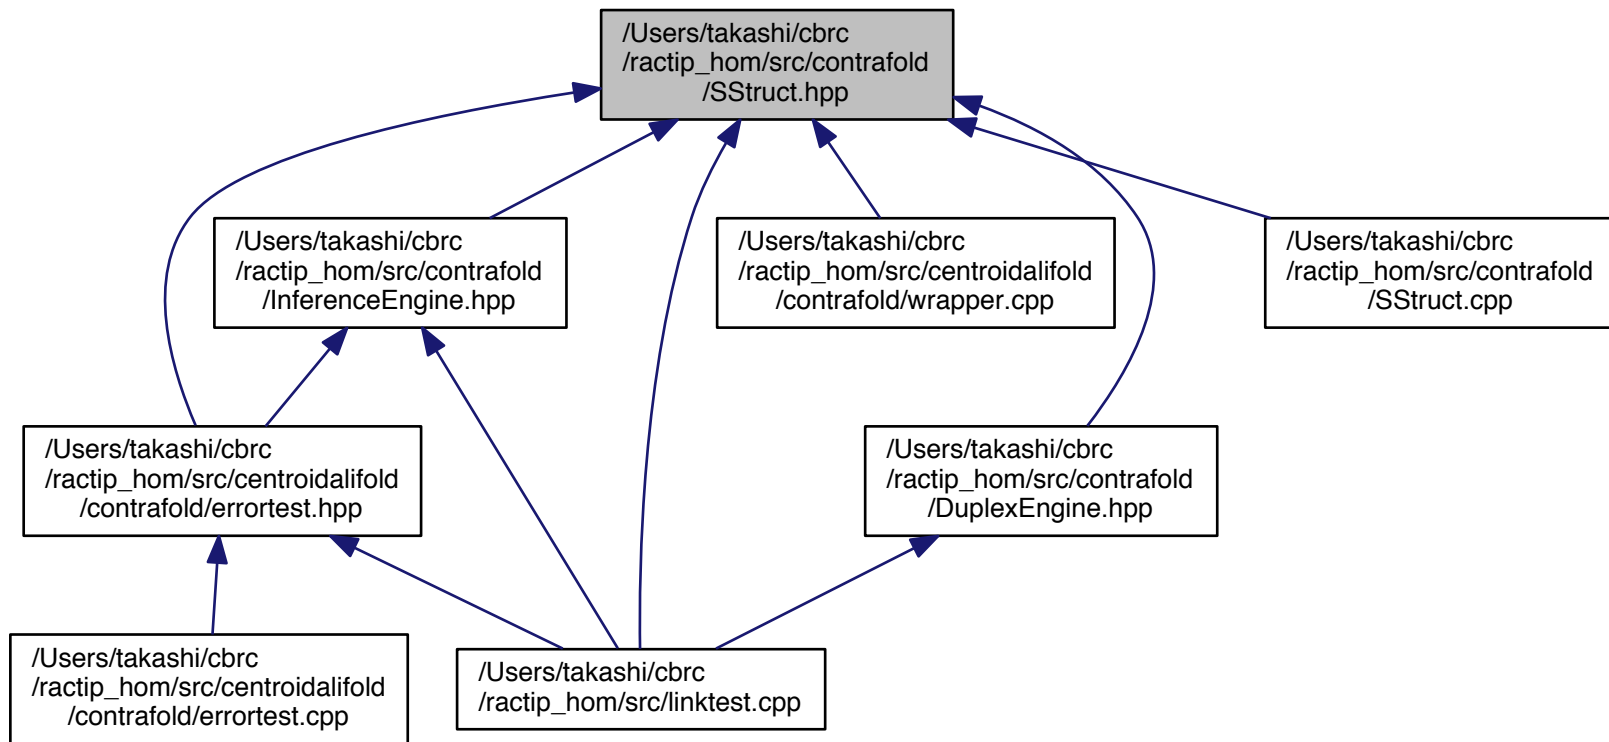 /Users/takashi/cbrc
/ractip_hom/src/contrafold
/SStruct.hpp
/Users/takashi/cbrc
/ractip_hom/src/contrafold
/InferenceEngine.hpp
/Users/takashi/cbrc
/ractip_hom/src/centroidalifold
/contrafold/wrapper.cpp
/Users/takashi/cbrc
/ractip_hom/src/contrafold
/SStruct.cpp
/Users/takashi/cbrc
/ractip_hom/src/centroidalifold
/contrafold/errortest.hpp
/Users/takashi/cbrc
/ractip_hom/src/contrafold
/DuplexEngine.hpp
/Users/takashi/cbrc
/ractip_hom/src/centroidalifold
/contrafold/errortest.cpp
/Users/takashi/cbrc
/ractip_hom/src/linktest.cpp